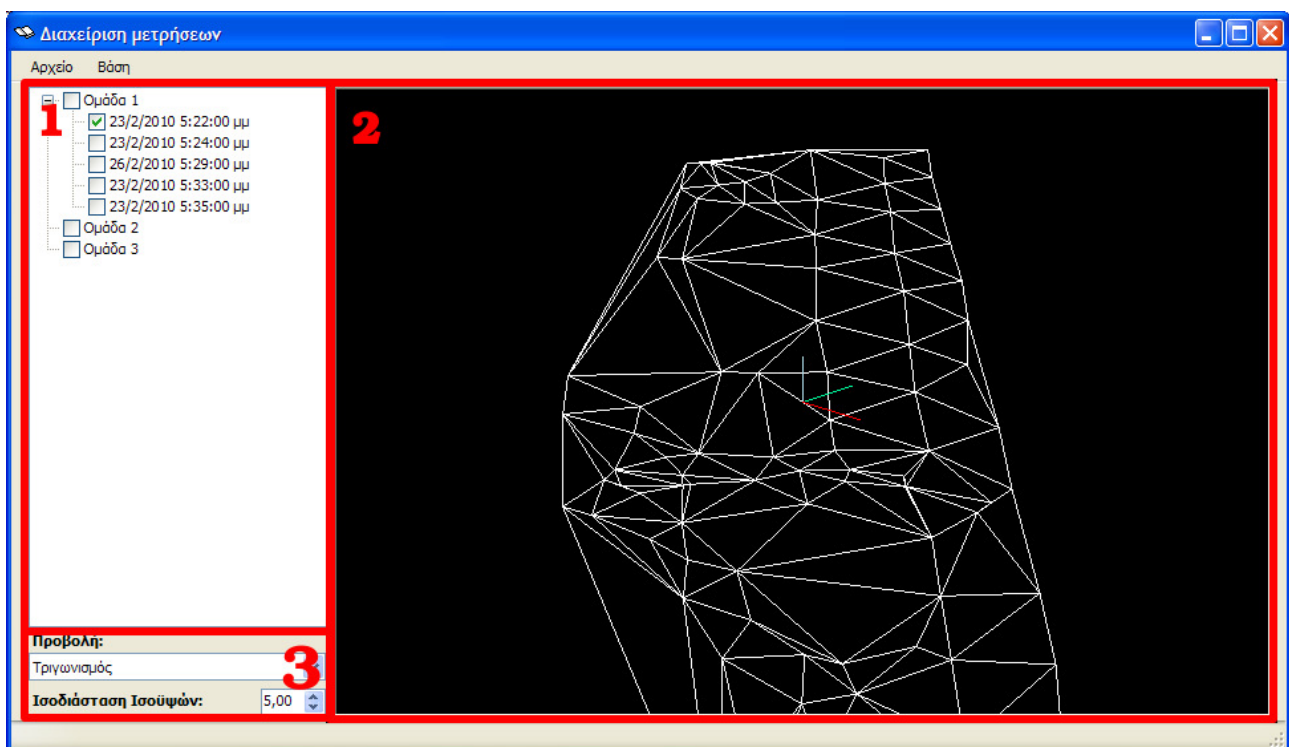 Διαχείριση μετρήσεων
Αρχείο Βάση
1
Ομάδα 1
23/2/2010 5:22:00 μμ
23/2/2010 5:24:00 μμ
26/2/2010 5:29:00 μμ
23/2/2010 5:33:00 μμ
23/2/2010 5:35:00 μμ
Ομάδα 2
Ομάδα 3
2
Προβολή:
Τριγωνισμός
3
Ισοδιάσταση Ισοϋψών: 5,00